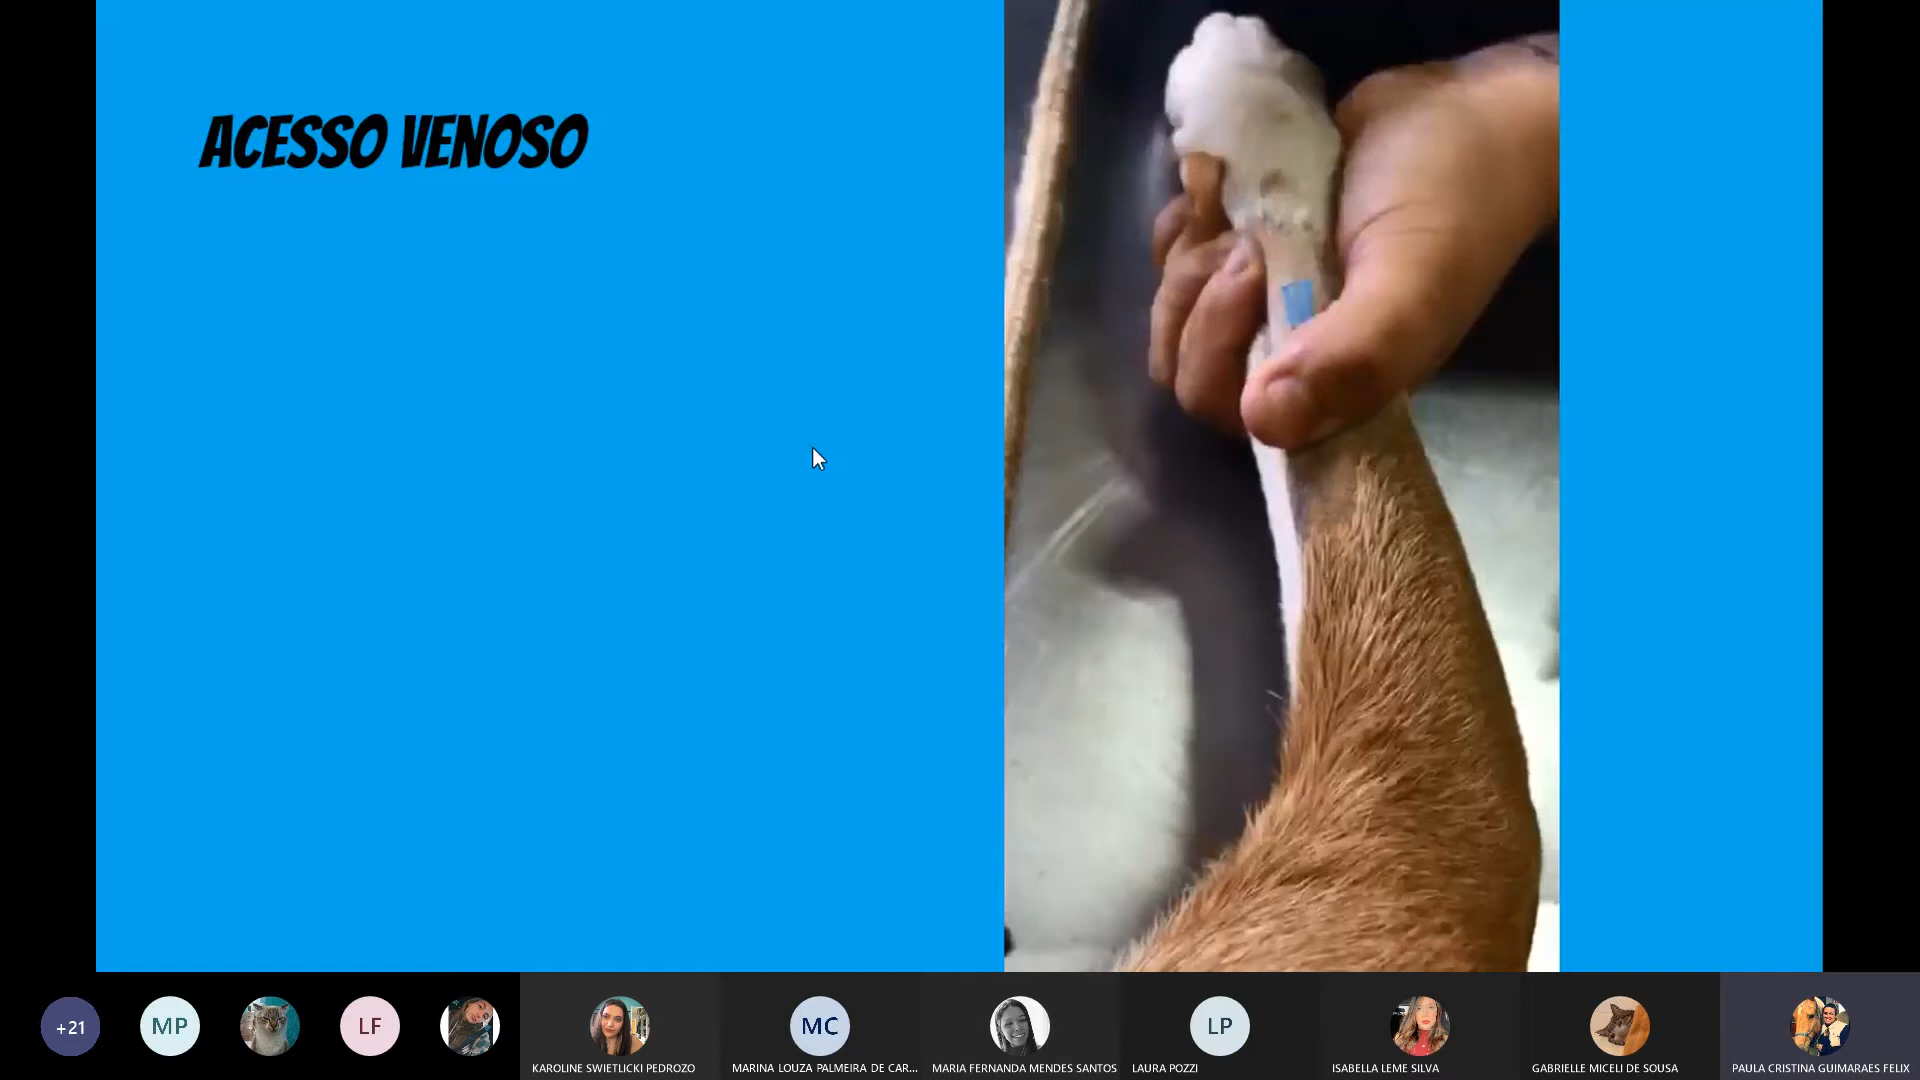 ACESSO VENOSO
+21
MP
LF
MC
LP
KAROLINE SWIETLICKI PEDROZO
MARINA LOUZA PALMEIRA DE CAR...
MARIA FERNANDA MENDES SANTOS
LAURA POZZI
ISABELLA LEME SILVA
GABRIELLE MICELI DE SOUSA
PAULA CRISTINA GUIMARAES FELIX